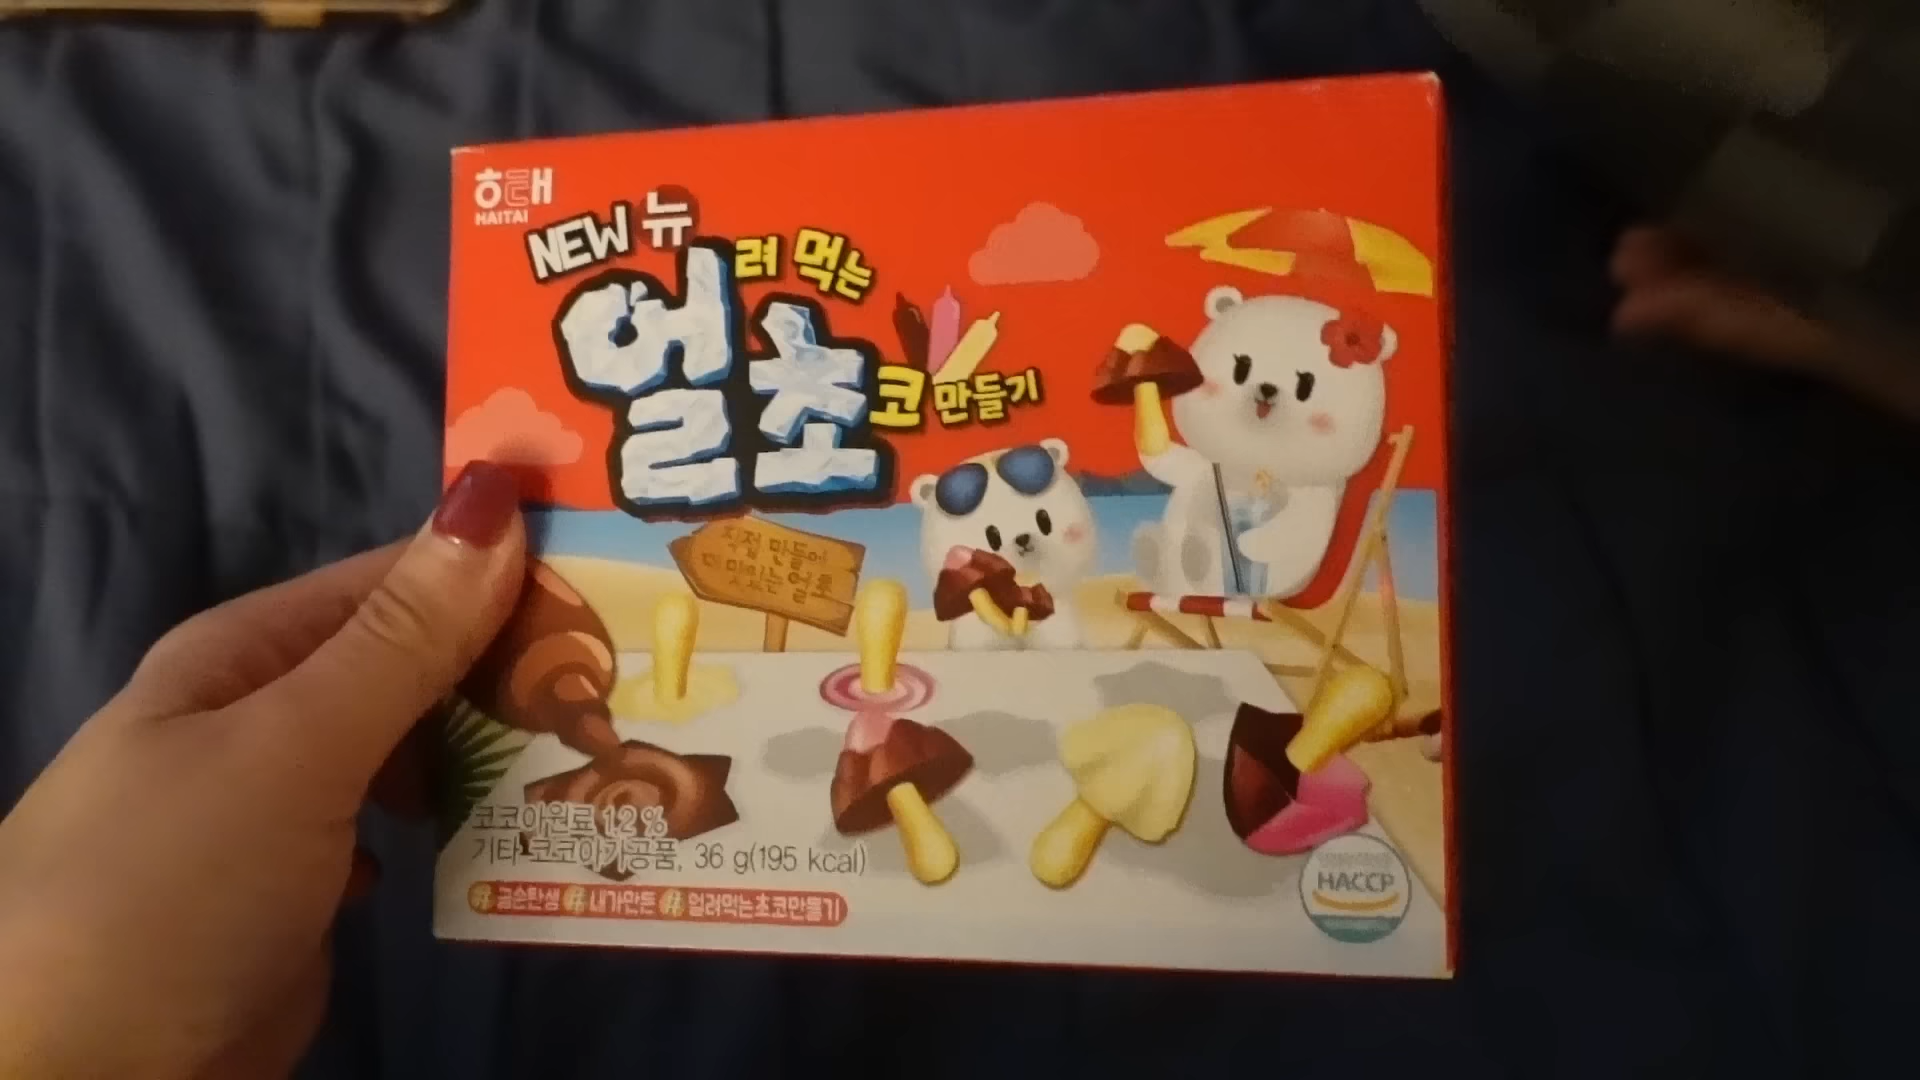 해태
HAITAI
NEW 뉴
얼려 먹는
초코 만들기
직접 만들어
더 맛있는 얼초
코코아원료 1.2 %
기타 코코아가공품, 36 g(195 kcal)
#금손탄생 #내가만든 #얼려먹는초코만들기
HACCP